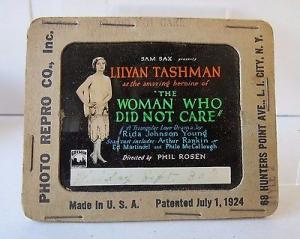 PHOTO REPRO CO., Inc.
SAM SAX presents
LILYAN TASHMAN
as the amazing heroine of
"THE
WOMAN WHO
DID NOT CARE"
A Triangular Love Drama by
Rida Johnson Young
Star cast includes Arthur Rankin
Ed Martindel and Philo McCullough
Directed by PHIL ROSEN
GOTHAM
Made in U. S. A. Patented July 1, 1924
68 HUNTERS POINT AVE. L. I. CITY, N. Y.